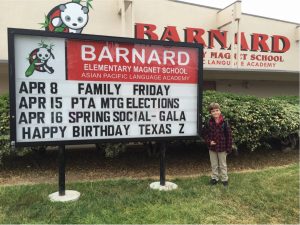 BARNARD
ELEMENTARY MAGNET SCHOOL
ASIAN PACIFIC LANGUAGE ACADEMY
APR 8 FAMILY FRIDAY
APR 15 PTA MTG ELECTIONS
APR 16 SPRING SOCIAL-GALA
HAPPY BIRTHDAY TEXAS Z
BARNARD
MAGNET SCHOOL
LANGUAGE ACADEMY